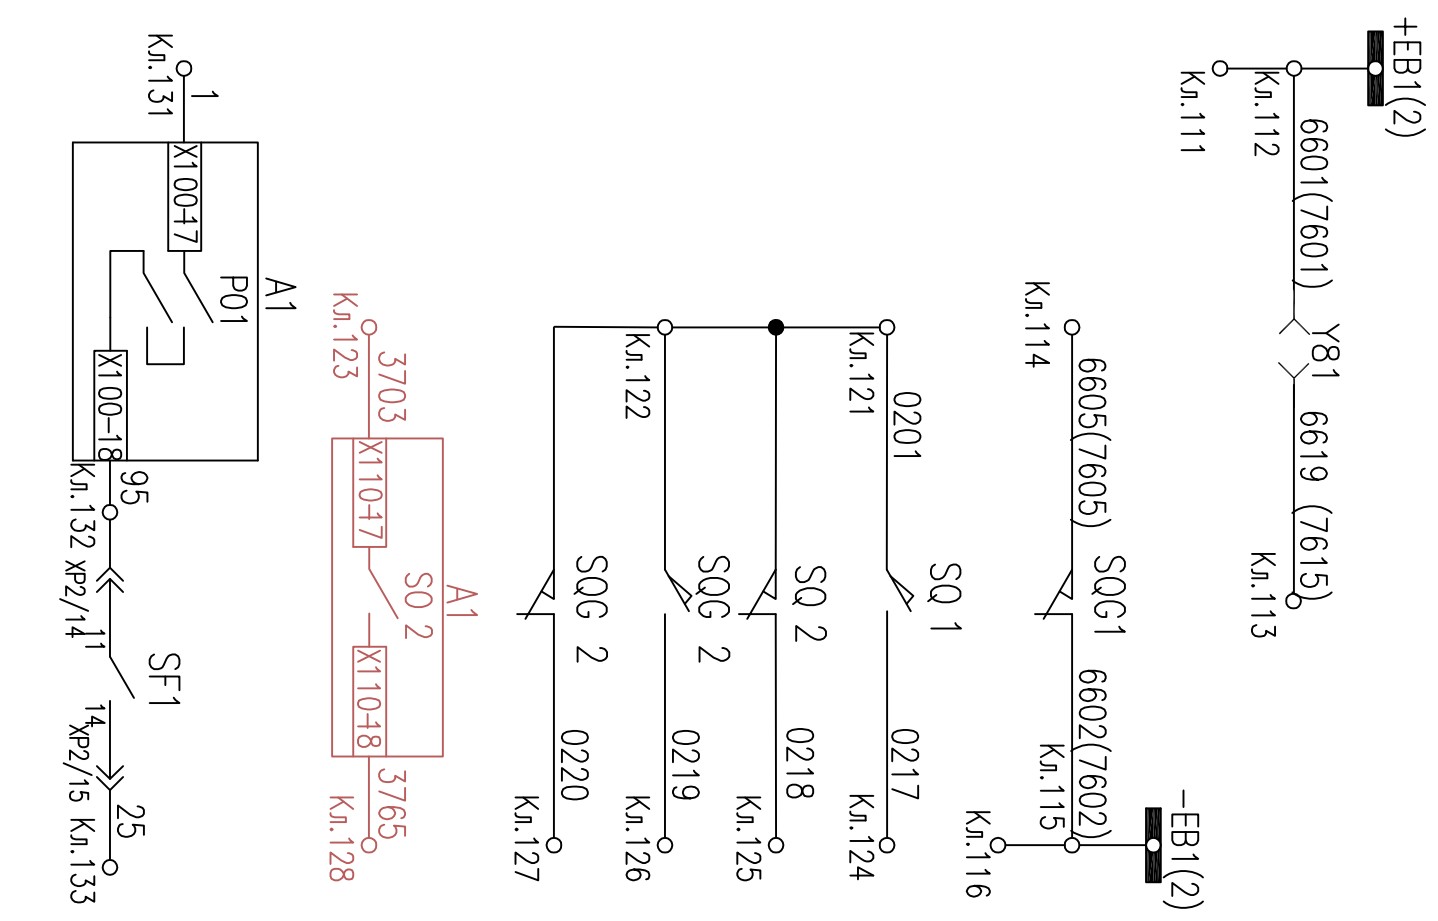 +EB1(2)
Кл.111
Кл.112
6601(7601)
Y81
6619 (7615)
Кл.113
Кл.114
6605(7605)
SQG1
6602(7602)
Кл.115
Кл.116
−EB1(2)
Кл.121
0201
SQ 1
0217
Кл.124
SQ 2
0218
Кл.125
Кл.122
SQG 2
0219
Кл.126
SQG 2
0220
Кл.127
Кл.123
3703
A1
X110-17
SO 2
X110-18
3765
Кл.128
Кл.131
1
A1
X100-17
P01
X100-18
95
Кл.132
XP2/14
11
SF1
14
XP2/15
25
Кл.133